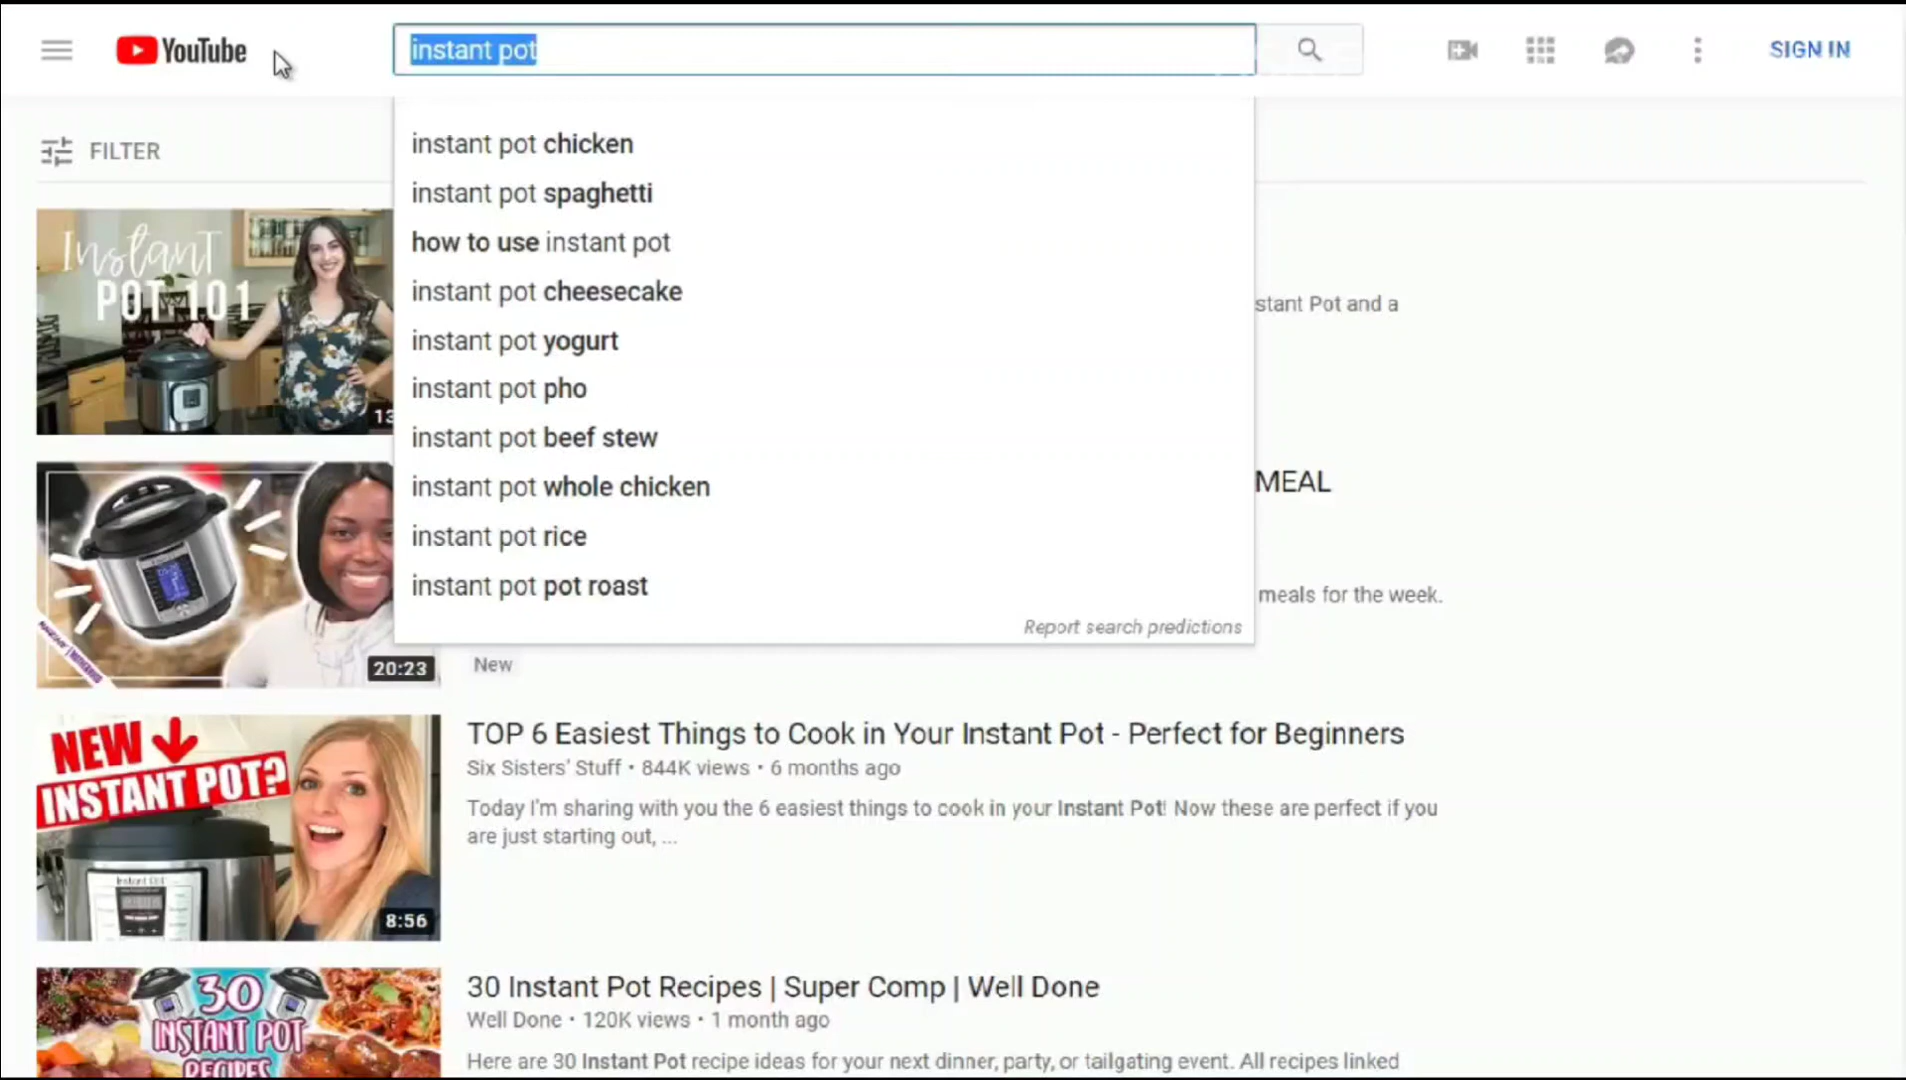 YouTube
instant pot
SIGN IN
FILTER
instant pot chicken
instant pot spaghetti
how to use instant pot
instant pot cheesecake
instant pot yogurt
instant pot pho
instant pot beef stew
instant pot whole chicken
instant pot rice
instant pot pot roast
Report search predictions
Instant
POT 101
13
stant Pot and a
MEAL
meals for the week.
20:23
New
NEW
INSTANT POT?
Instant Pot
8:56
TOP 6 Easiest Things to Cook in Your Instant Pot - Perfect for Beginners
Six Sisters' Stuff • 844K views • 6 months ago
Today I'm sharing with you the 6 easiest things to cook in your Instant Pot! Now these are perfect if you
are just starting out, ...
30
INSTANT POT
RECIPES
30 Instant Pot Recipes | Super Comp | Well Done
Well Done • 120K views • 1 month ago
Here are 30 Instant Pot recipe ideas for your next dinner, party, or tailgating event. All recipes linked